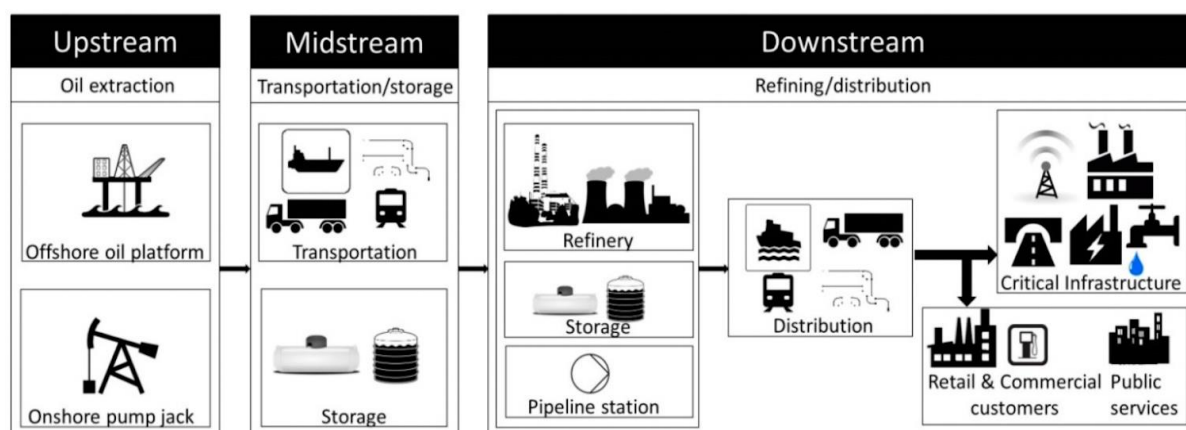 Upstream
Oil extraction
Offshore oil platform
Onshore pump jack
Midstream
Transportation/storage
Transportation
Storage
Downstream
Refining/distribution
Refinery
Storage
Pipeline station
Distribution
Critical Infrastructure
Retail & Commercial
customers
Public
services